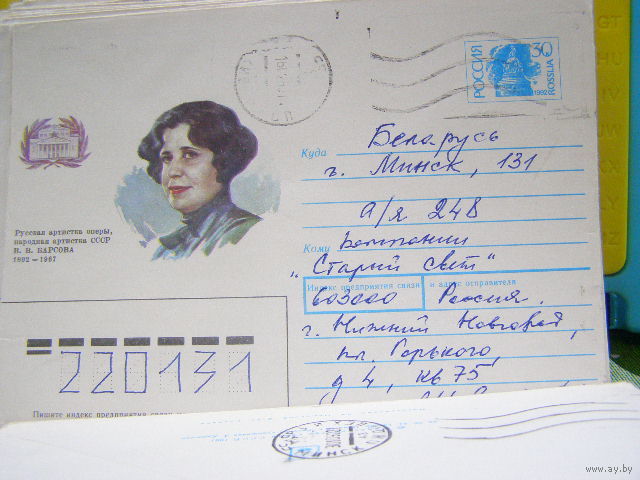 РОССИЯ 30
1992 ROSSIJA
Куда Беларусь
г. Минск, 131
а/я 248
Кому Компании
"Старый Свет"
Русская артистка оперы,
народная артистка СССР
В. В. БАРСОВА
1892 — 1967
Индекс предприятия связи и адрес отправителя
603000 Россия.
г. Нижний Новгород,
пл. Горького,
д 4, кв 75
220131
Пишите индекс предприятия связи
МИНСК
www.ay.by